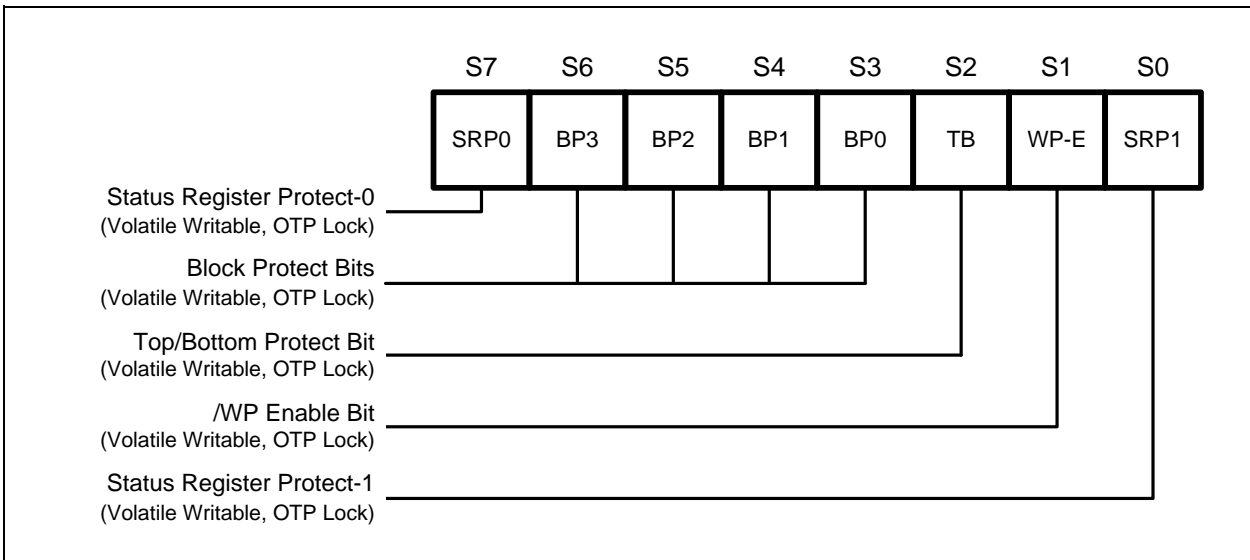 S7 S6 S5 S4 S3 S2 S1 S0
SRP0 BP3 BP2 BP1 BP0 TB WP-E SRP1
Status Register Protect-0
(Volatile Writable, OTP Lock)
Block Protect Bits
(Volatile Writable, OTP Lock)
Top/Bottom Protect Bit
(Volatile Writable, OTP Lock)
/WP Enable Bit
(Volatile Writable, OTP Lock)
Status Register Protect-1
(Volatile Writable, OTP Lock)